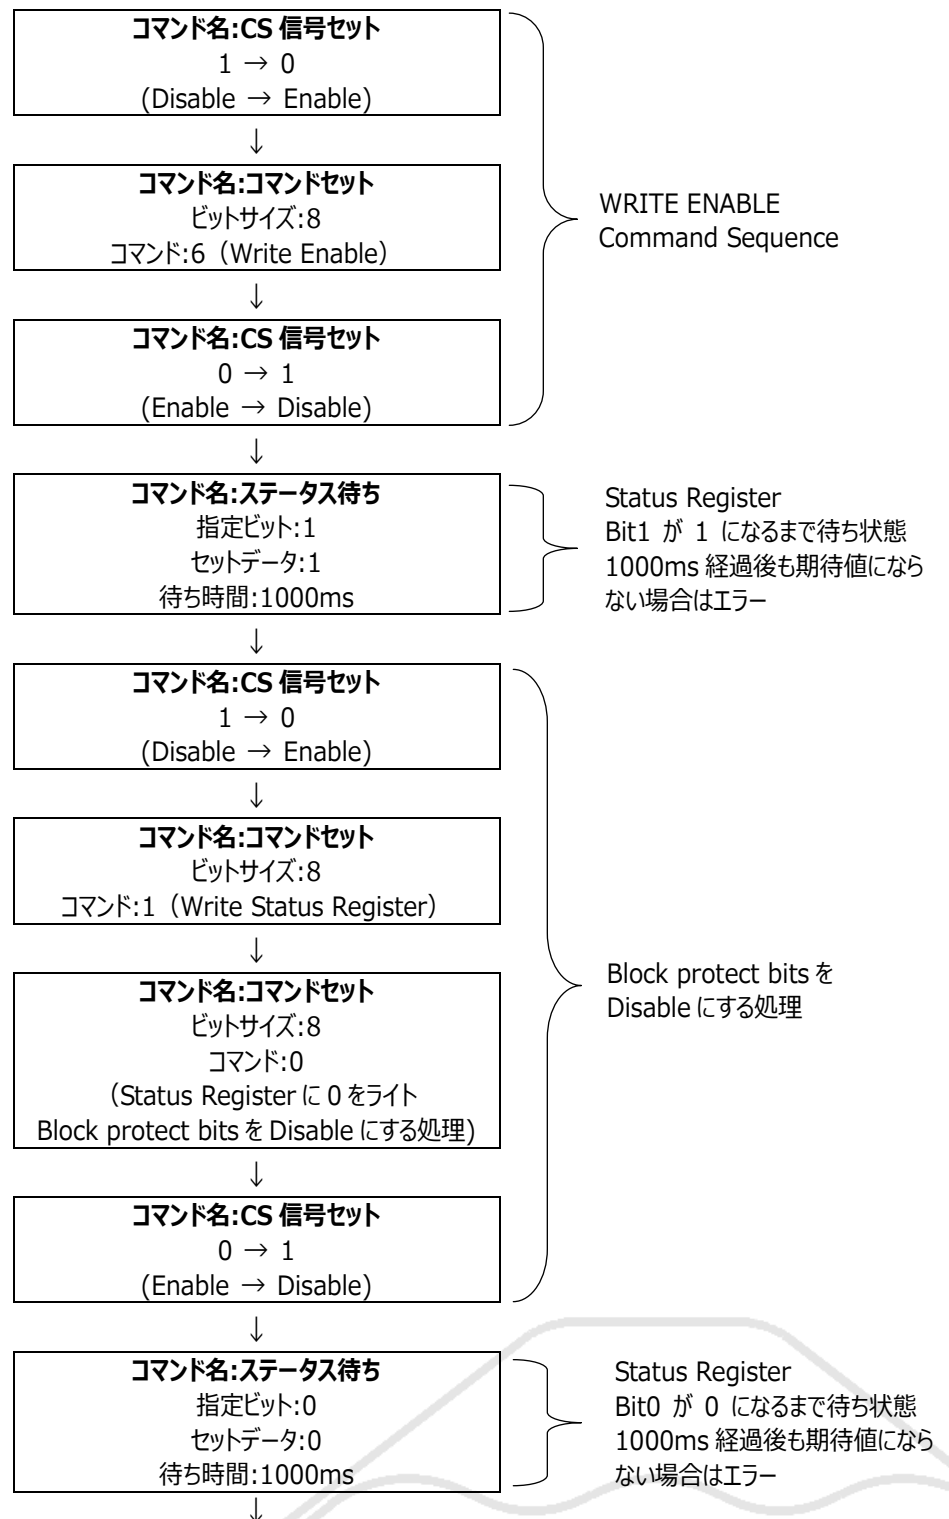 コマンド名:CS 信号セット
1 → 0
(Disable → Enable)
↓
コマンド名:コマンドセット
ビットサイズ:8
コマンド:6（Write Enable）
↓
コマンド名:CS 信号セット
0 → 1
(Enable → Disable)
WRITE ENABLE
Command Sequence
↓
コマンド名:ステータス待ち
指定ビット:1
セットデータ:1
待ち時間:1000ms
Status Register
Bit1 が 1 になるまで待ち状態
1000ms 経過後も期待値になら
ない場合はエラー
↓
コマンド名:CS 信号セット
1 → 0
(Disable → Enable)
↓
コマンド名:コマンドセット
ビットサイズ:8
コマンド:1（Write Status Register）
↓
コマンド名:コマンドセット
ビットサイズ:8
コマンド:0
（Status Register に 0 をライト
Block protect bits を Disable にする処理)
↓
コマンド名:CS 信号セット
0 → 1
(Enable → Disable)
Block protect bits を
Disable にする処理
↓
コマンド名:ステータス待ち
指定ビット:0
セットデータ:0
待ち時間:1000ms
Status Register
Bit0 が 0 になるまで待ち状態
1000ms 経過後も期待値になら
ない場合はエラー
↓